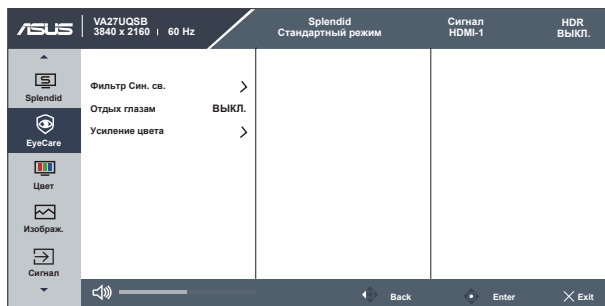 ASUS
VA27UQSB
3840 x 2160 | 60 Hz
Splendid
Стандартный режим
Сигнал
HDMI-1
HDR
ВЫКЛ.
Splendid
EyeCare
Цвет
Изображ.
Сигнал
Фильтр Син. св.
Отдых глазам ВЫКЛ.
Усиление цвета
Back
Enter
Exit